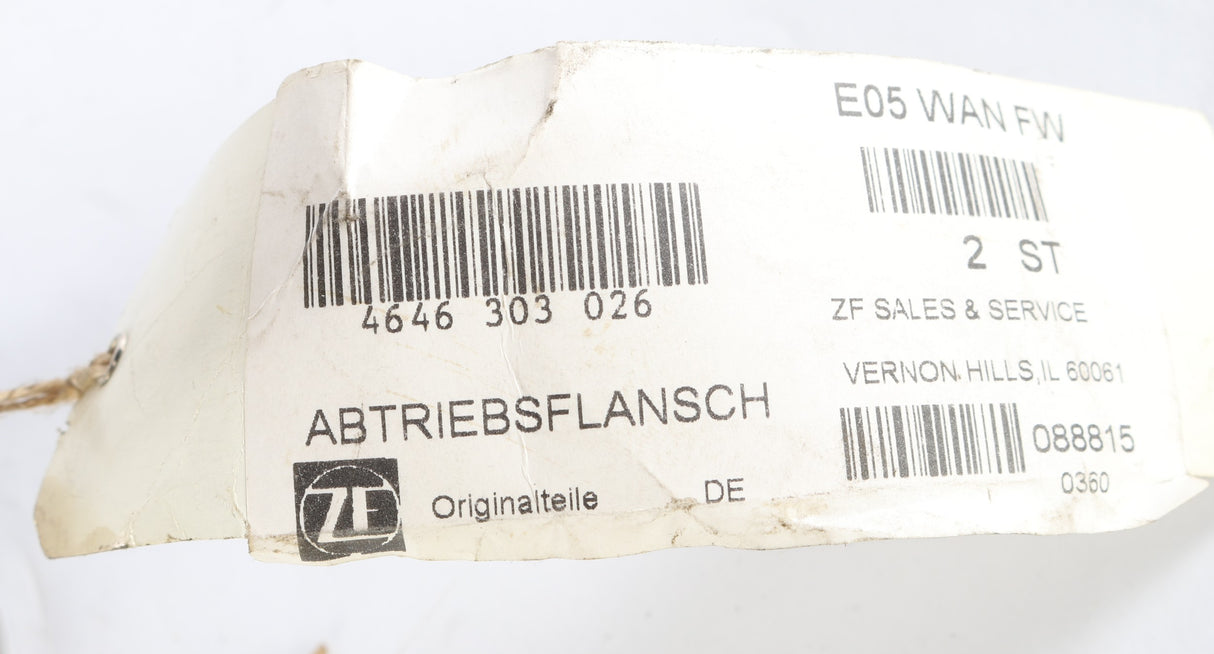 4646 303 026
ABTRIEBSFLANSCH
ZF Originalteile DE
E05 WAN FW
2 ST
ZF SALES & SERVICE
VERNON HILLS, IL 60061
088815
0360